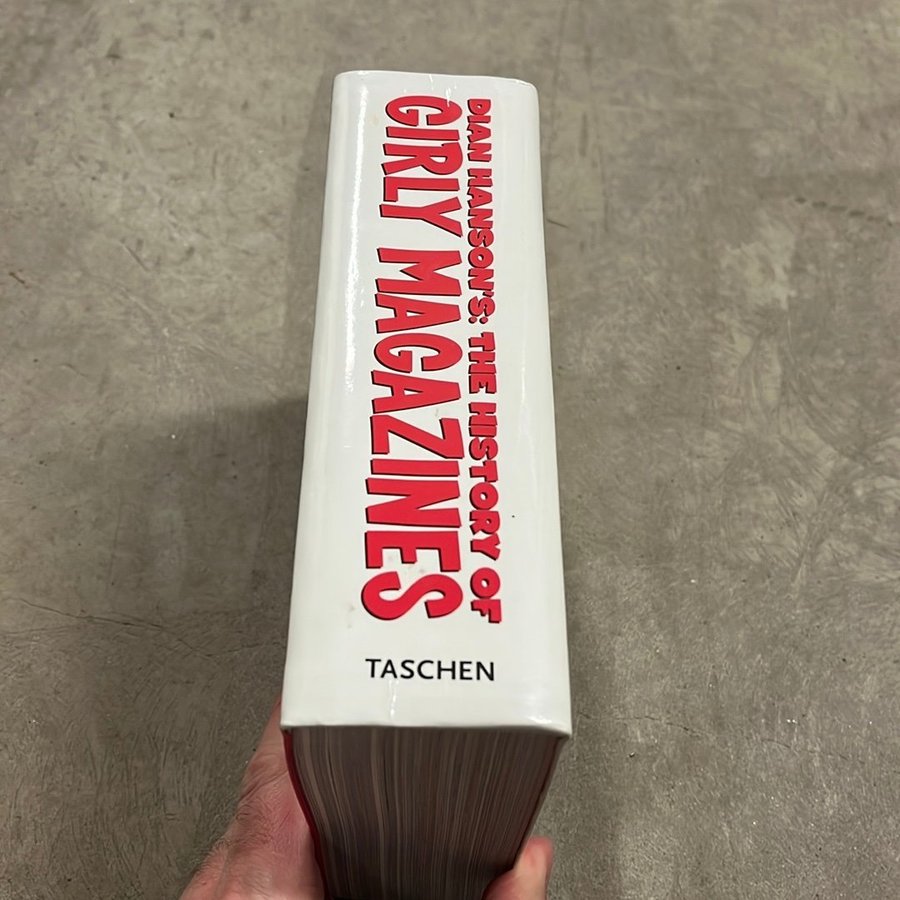 DIAN HANSON'S: THE HISTORY OF
GIRLY MAGAZINES
TASCHEN